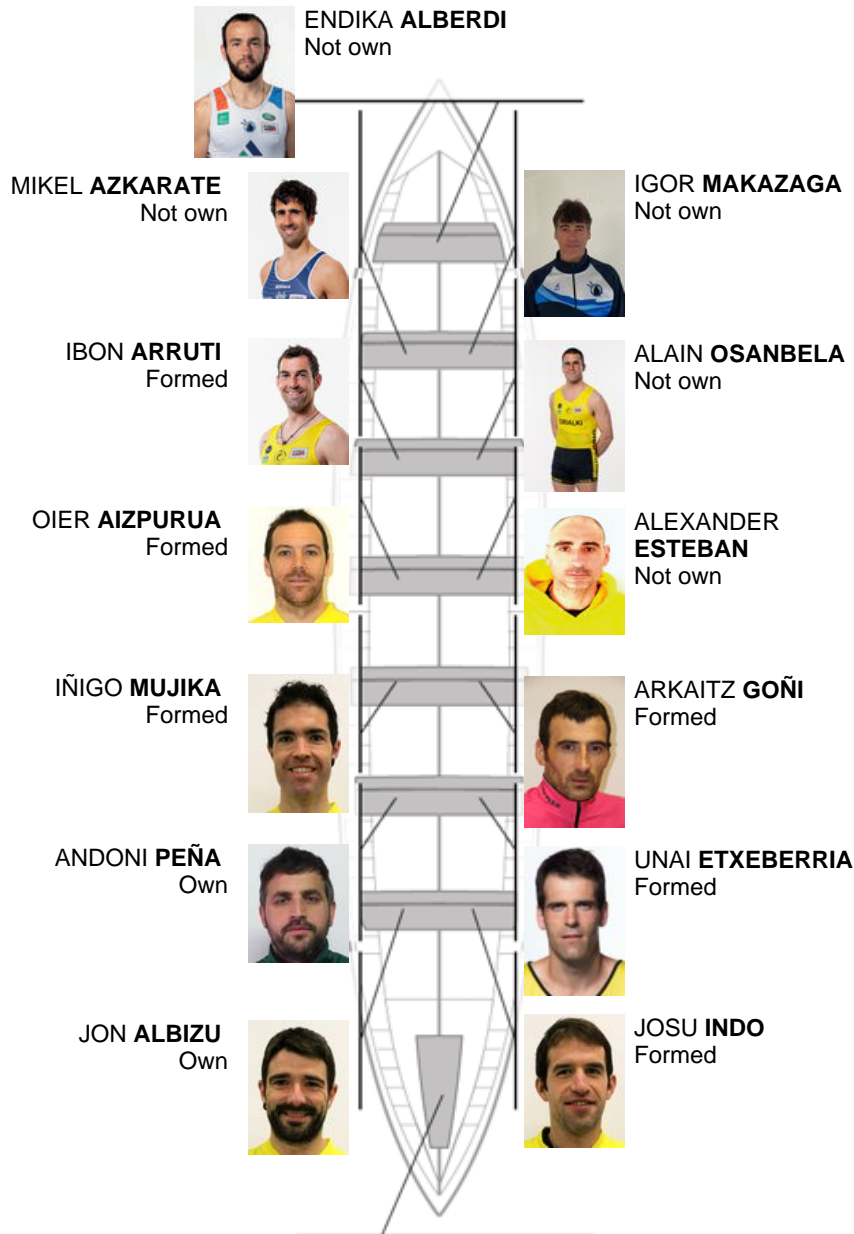 ENDIKA ALBERDI
Not own
MIKEL AZKARATE
Not own
IGOR MAKAZAGA
Not own
IBON ARRUTI
Formed
ALAIN OSANBELA
Not own
OIER AIZPURUA
Formed
ALEXANDER
ESTEBAN
Not own
IÑIGO MUJIKA
Formed
ARKAITZ GOÑI
Formed
ANDONI PEÑA
Own
UNAI ETXEBERRIA
Formed
JON ALBIZU
Own
JOSU INDO
Formed